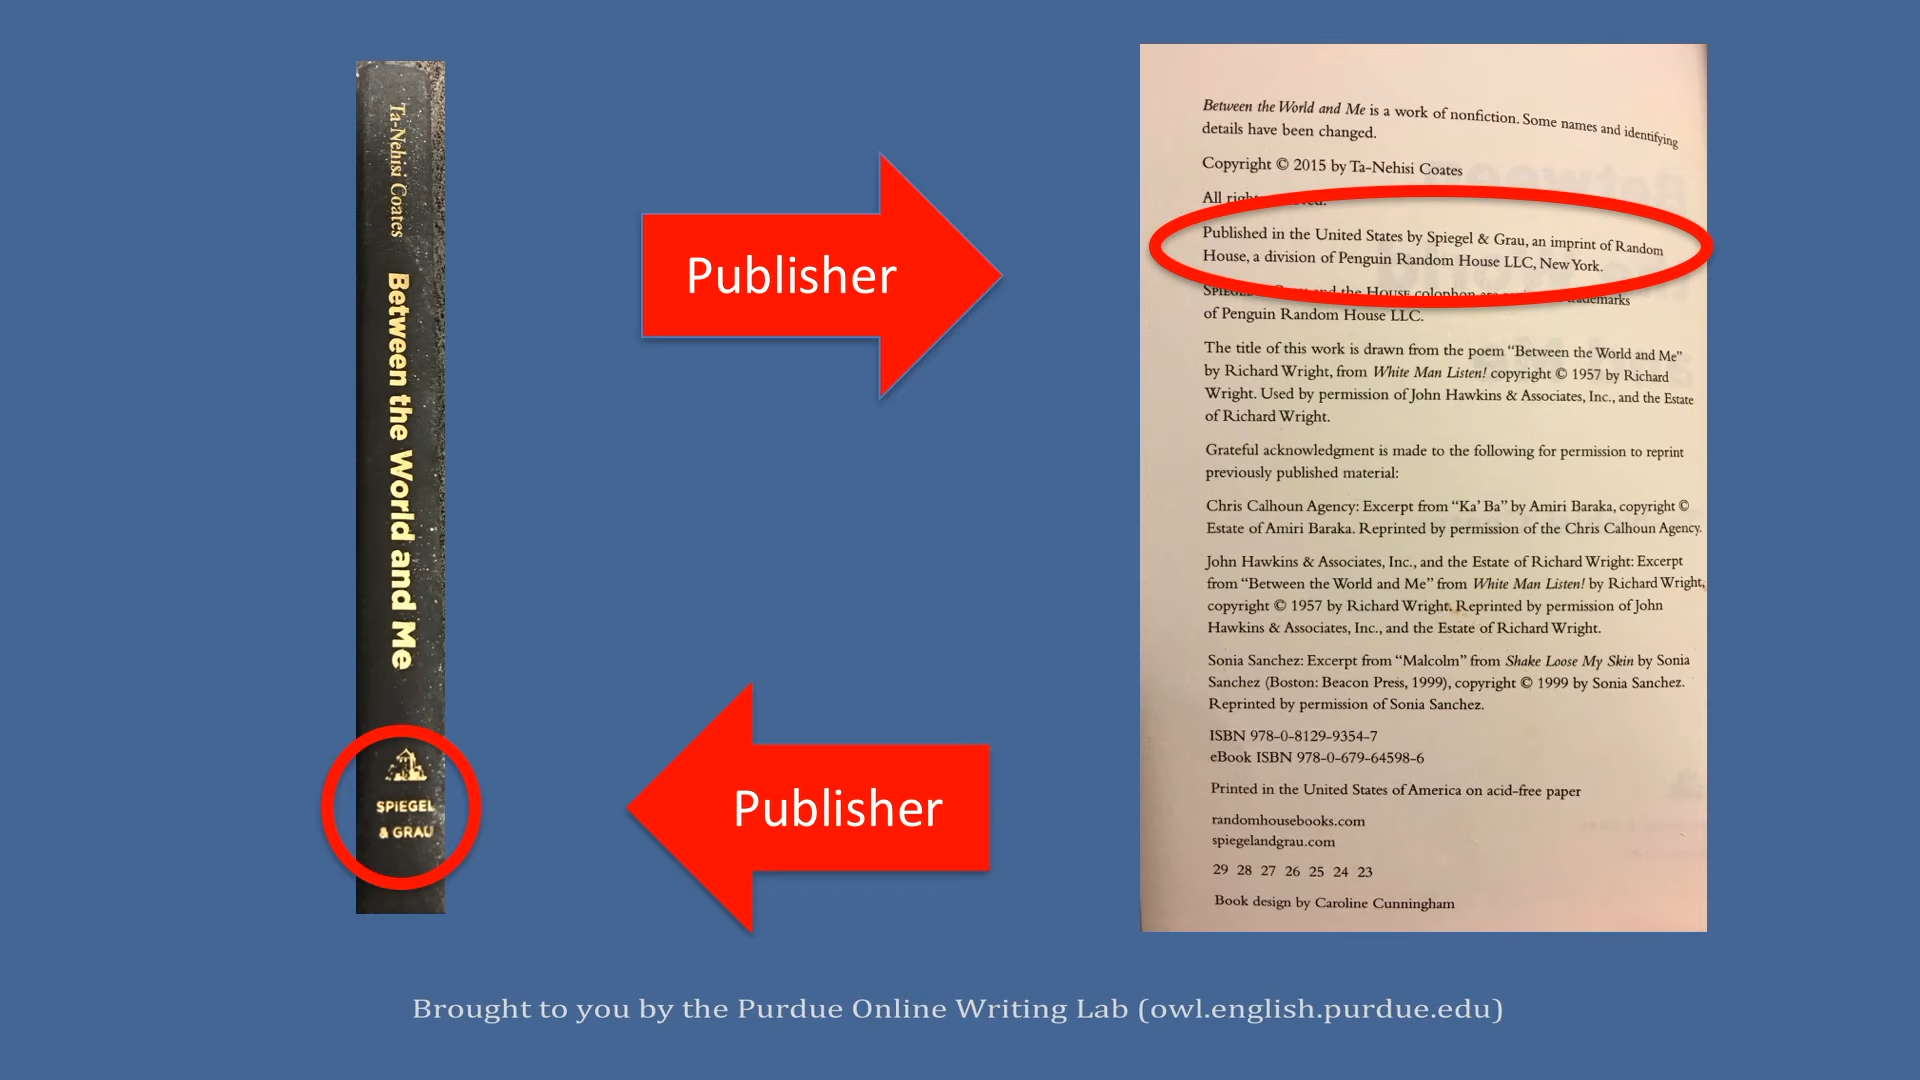 Ta-Nehisi Coates
Between the World and Me
SPIEGEL
& GRAU
Publisher
Publisher
Between the World and Me is a work of nonfiction. Some names and identifying
details have been changed.
Copyright © 2015 by Ta-Nehisi Coates
All
Published in the United States by Spiegel & Grau, an imprint of Random
House, a division of Penguin Random House LLC, New York.
and the HOUSE colophon
of Penguin Random House LLC.
The title of this work is drawn from the poem “Between the World and Me”
by Richard Wright, from White Man Listen! copyright © 1957 by Richard
Wright. Used by permission of John Hawkins & Associates, Inc., and the Estate
of Richard Wright.
Grateful acknowledgment is made to the following for permission to reprint
previously published material:
Chris Calhoun Agency: Excerpt from “Ka’ Ba” by Amiri Baraka, copyright ©
Estate of Amiri Baraka. Reprinted by permission of the Chris Calhoun Agency.
John Hawkins & Associates, Inc., and the Estate of Richard Wright: Excerpt
from “Between the World and Me” from White Man Listen! by Richard Wright,
copyright © 1957 by Richard Wright. Reprinted by permission of John
Hawkins & Associates, Inc., and the Estate of Richard Wright.
Sonia Sanchez: Excerpt from “Malcolm” from Shake Loose My Skin by Sonia
Sanchez (Boston: Beacon Press, 1999), copyright © 1999 by Sonia Sanchez.
Reprinted by permission of Sonia Sanchez.
ISBN 978-0-8129-9354-7
eBook ISBN 978-0-679-64598-6
Printed in the United States of America on acid-free paper
randomhousebooks.com
spiegelandgrau.com
29 28 27 26 25 24 23
Book design by Caroline Cunningham
Brought to you by the Purdue Online Writing Lab (owl.english.purdue.edu)